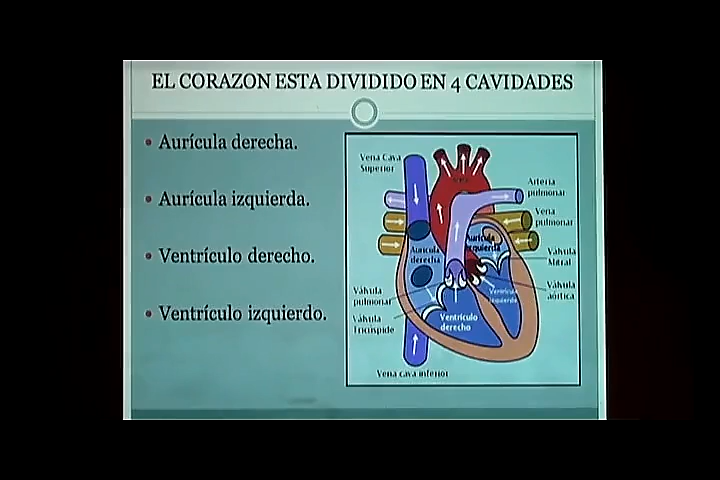 EL CORAZON ESTA DIVIDIDO EN 4 CAVIDADES
• Aurícula derecha.
• Aurícula izquierda.
• Ventrículo derecho.
• Ventrículo izquierdo.
Vena Cava
Superior
Arteria
pulmonar
Vena
pulmonar
Aurícula
izquierda
Aurícula
derecha
Válvula
Mitral
Válvula
aórtica
Válvula
pulmonar
Válvula
Tricúspide
Ventrículo
izquierdo
Ventrículo
derecho
Vena cava inferior